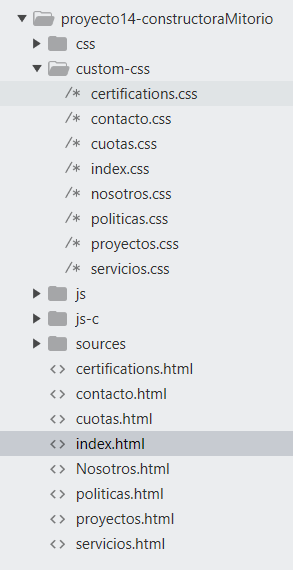 proyecto14-constructoraMitorio
css
custom-css
/* certifications.css
/* contacto.css
/* cuotas.css
/* index.css
/* nosotros.css
/* politicas.css
/* proyectos.css
/* servicios.css
js
js-c
sources
<> certifications.html
<> contacto.html
<> cuotas.html
<> index.html
<> Nosotros.html
<> politicas.html
<> proyectos.html
<> servicios.html